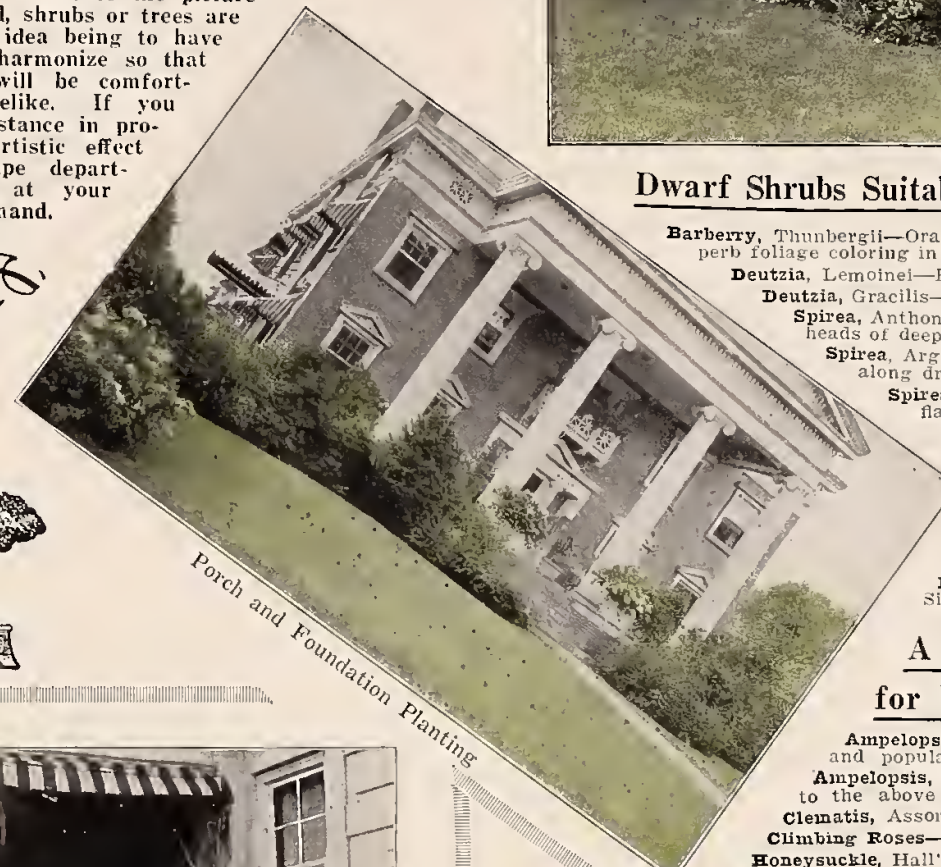 , shrubs or trees are
idea being to have
harmonize so that
will be comfort-
elike. If you
stance in pro-
rtistic effect
pe depart-
at your
and.
Porch and Foundation Planting
Dwarf Shrubs Suital
Barberry, Thunbergii—Ora
perb foliage coloring in
Deutzia, Lemoinei—
Deutzia, Gracilis—
Spirea, Anthon
heads of deep
Spirea, Arg
along dr
Spire
fla
Si
A
for
Ampelops
and popula
Ampelopsis,
to the above
Clematis, Assor
Climbing Roses—
Honeysuckle, Hall